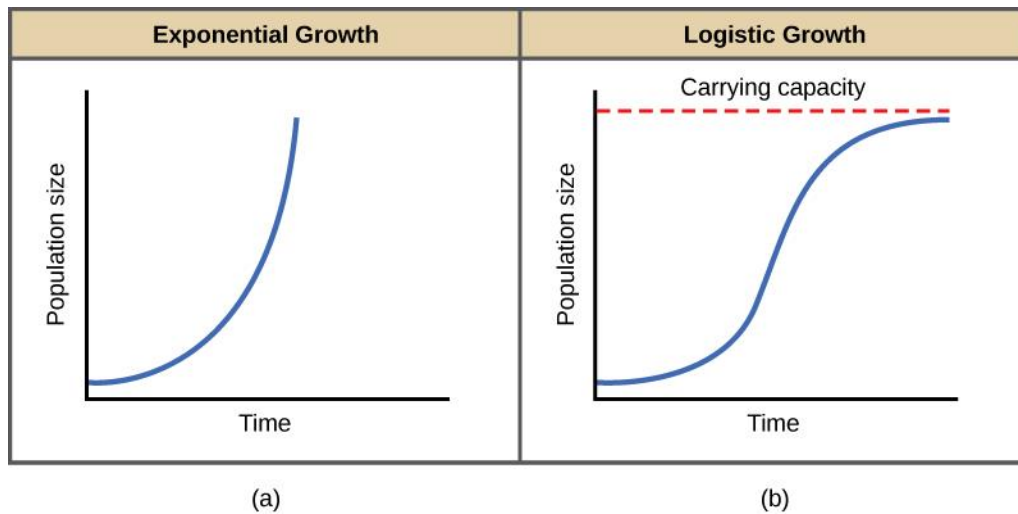 Exponential Growth
Logistic Growth
Population size
Time
Carrying capacity
Population size
Time
(a)
(b)